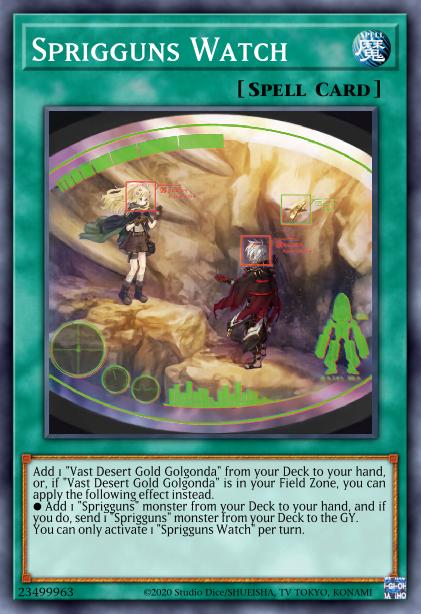 SPRIGGUNS WATCH
SPELL
魔
[SPELL CARD]
Add 1 "Vast Desert Gold Golgonda" from your Deck to your hand,
or, if "Vast Desert Gold Golgonda" is in your Field Zone, you can
apply the following effect instead.
● Add 1 "Sprigguns" monster from your Deck to your hand, and if
you do, send 1 "Sprigguns" monster from your Deck to the GY.
You can only activate 1 "Sprigguns Watch" per turn.
23499963
©2020 Studio Dice/SHUEISHA, TV TOKYO, KONAMI